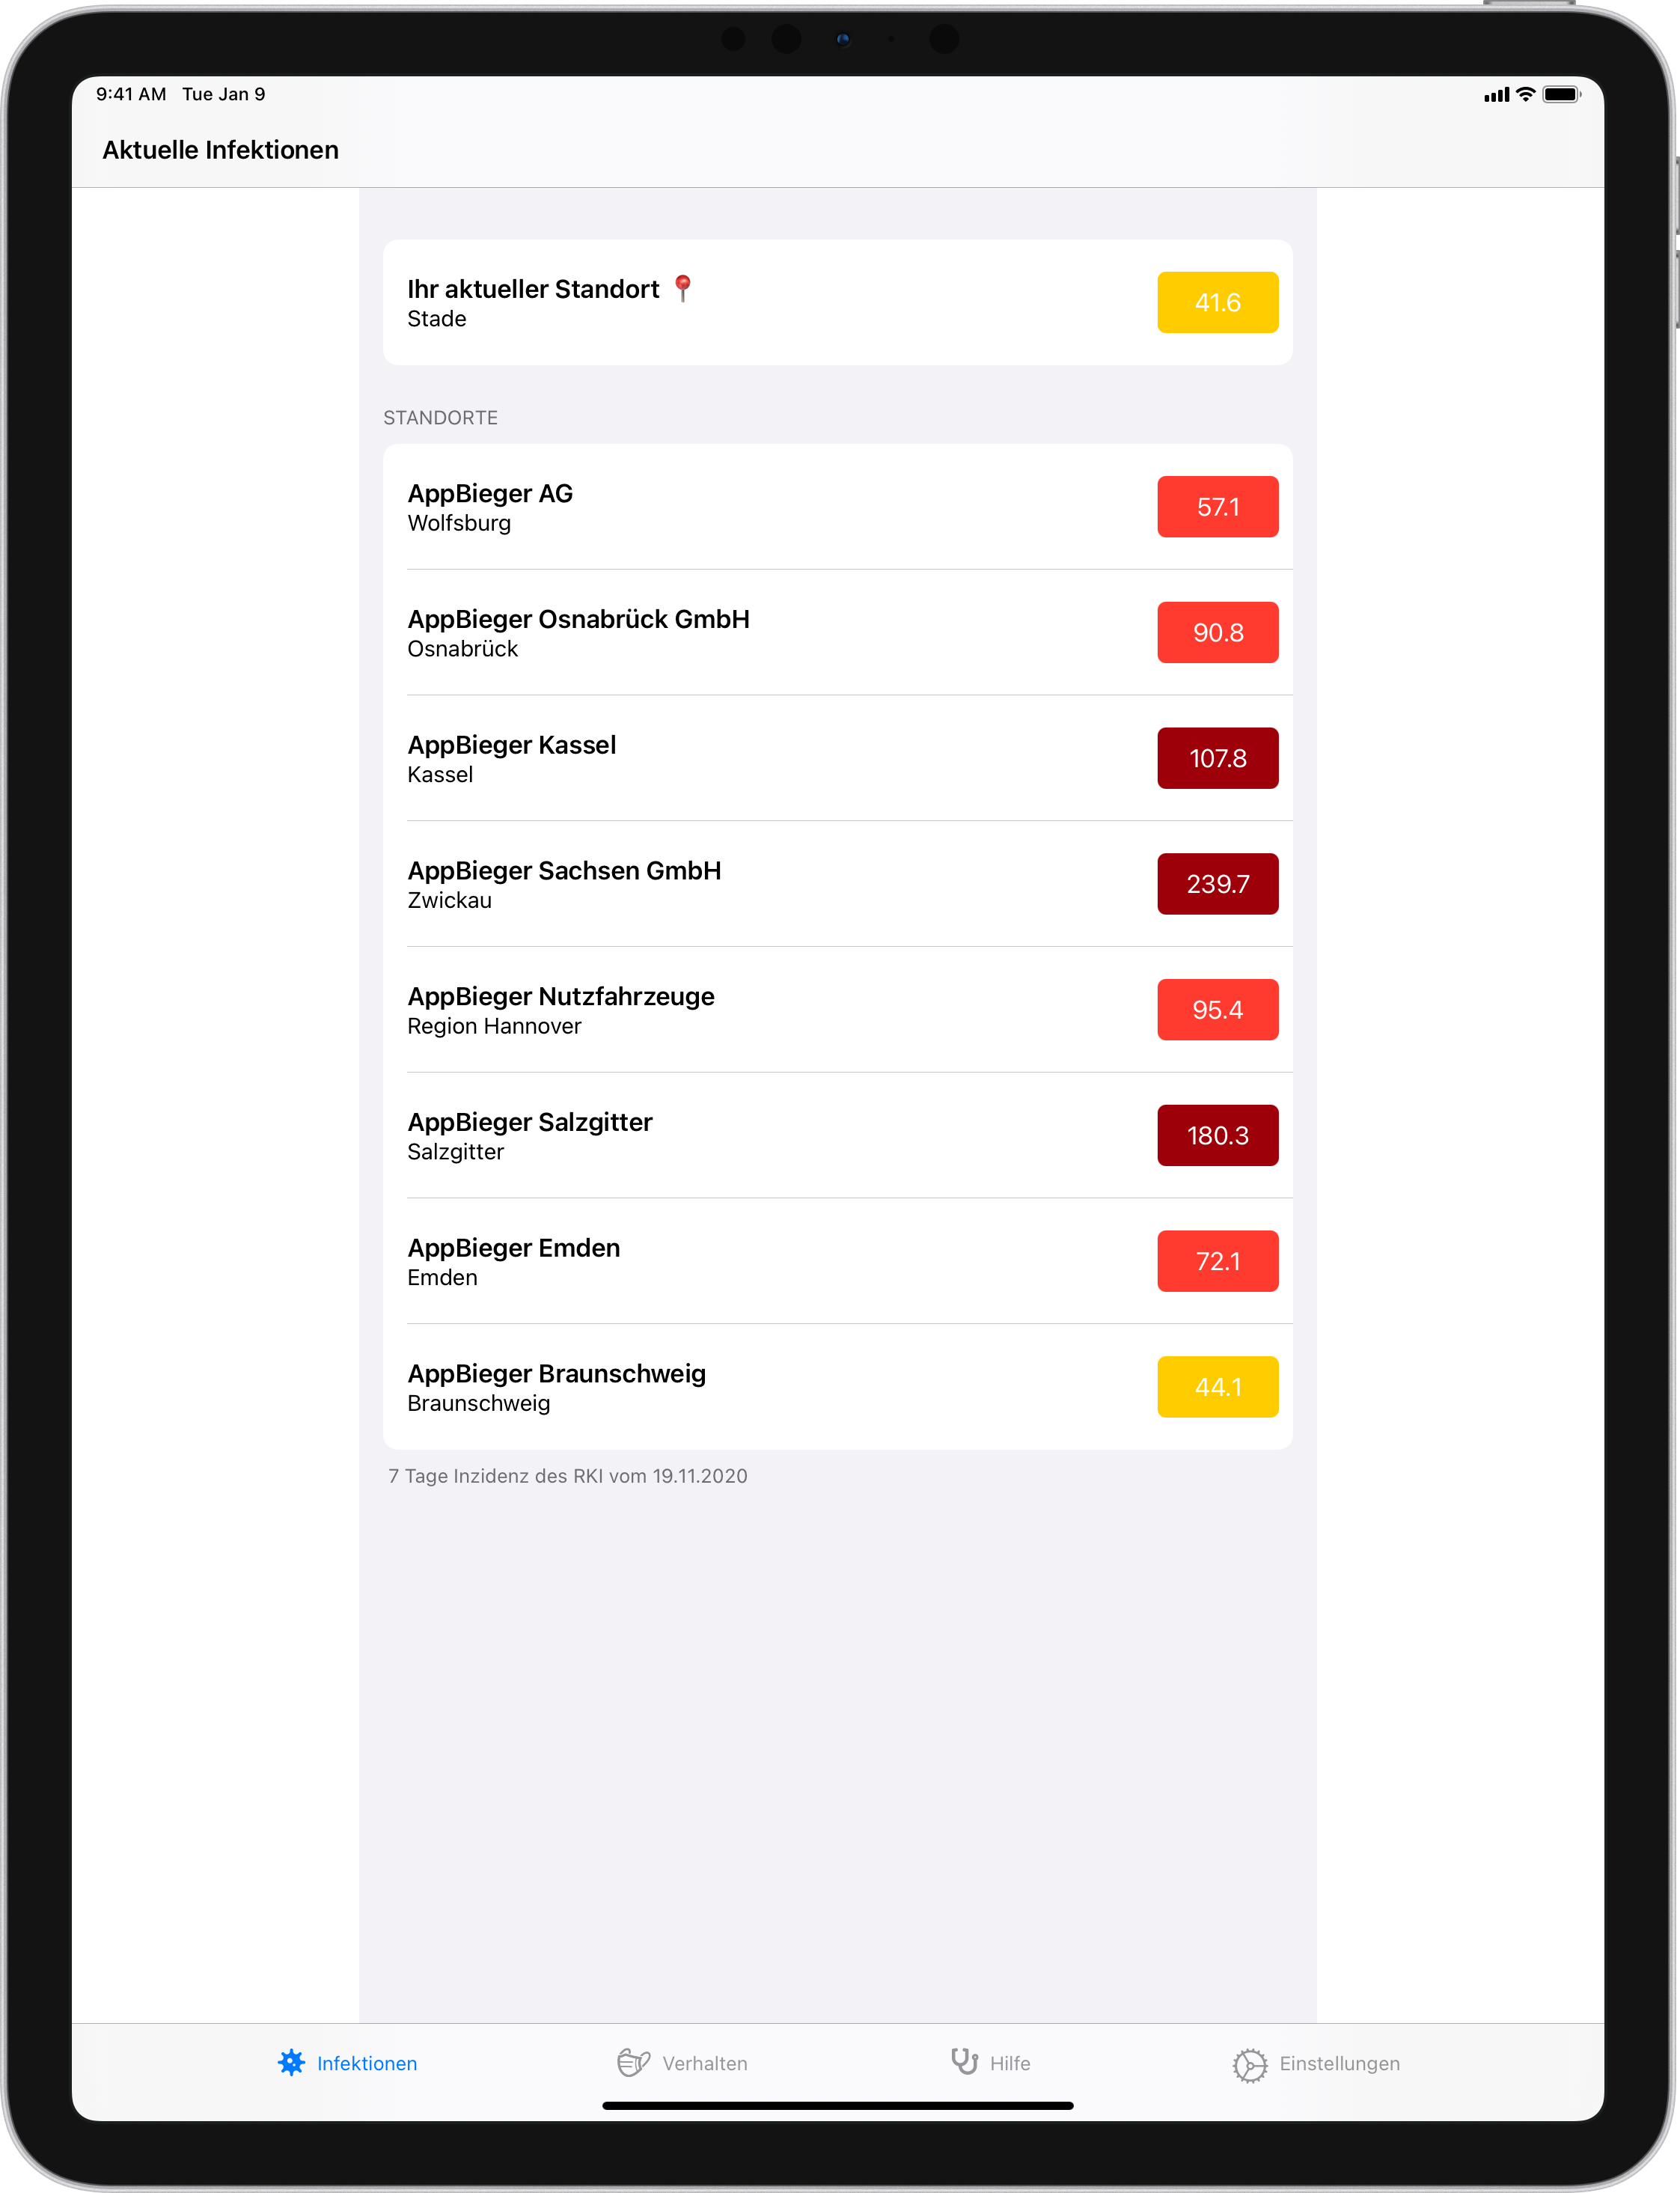 9:41 AM Tue Jan 9
Aktuelle Infektionen
Ihr aktueller Standort
Stade
41.6
STANDORTE
AppBieger AG
Wolfsburg
57.1
AppBieger Osnabrück GmbH
Osnabrück
90.8
AppBieger Kassel
Kassel
107.8
AppBieger Sachsen GmbH
Zwickau
239.7
AppBieger Nutzfahrzeuge
Region Hannover
95.4
AppBieger Salzgitter
Salzgitter
180.3
AppBieger Emden
Emden
72.1
AppBieger Braunschweig
Braunschweig
44.1
7 Tage Inzidenz des RKI vom 19.11.2020
Infektionen
Verhalten
Hilfe
Einstellungen